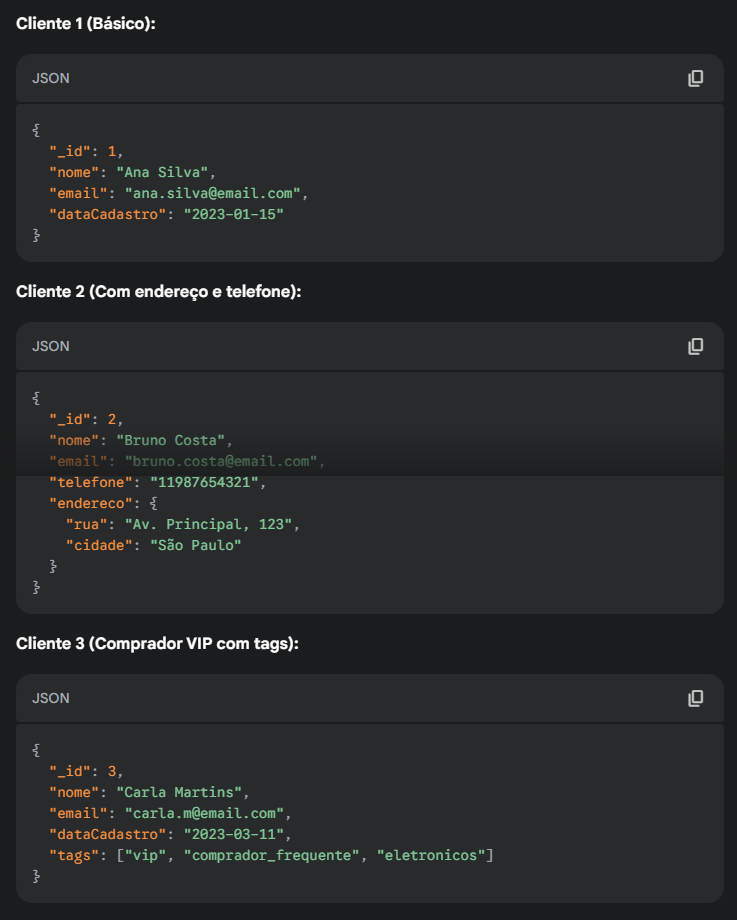 Cliente 1 (Básico):
JSON
{
  "_id": 1,
  "nome": "Ana Silva",
  "email": "ana.silva@email.com",
  "dataCadastro": "2023-01-15"
}
Cliente 2 (Com endereço e telefone):
JSON
{
  "_id": 2,
  "nome": "Bruno Costa",
  "email": "bruno.costa@email.com",
  "telefone": "11987654321",
  "endereco": {
    "rua": "Av. Principal, 123",
    "cidade": "São Paulo"
  }
}
Cliente 3 (Comprador VIP com tags):
JSON
{
  "_id": 3,
  "nome": "Carla Martins",
  "email": "carla.m@email.com",
  "dataCadastro": "2023-03-11",
  "tags": ["vip", "comprador_frequente", "eletronicos"]
}